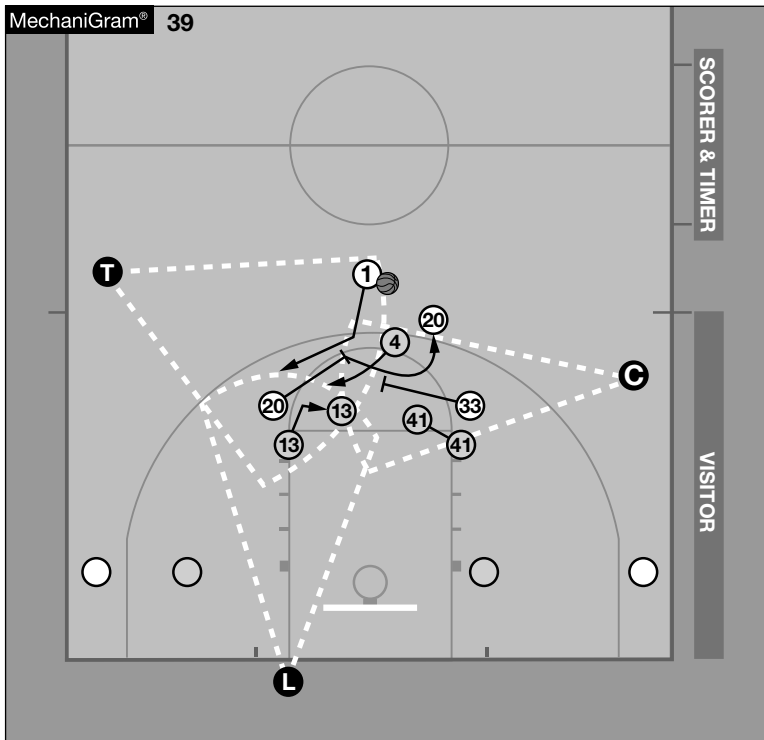 MechaniGram® 39
SCORER & TIMER
T
1
20
4
C
20
13
33
41
13
41
VISITOR
L